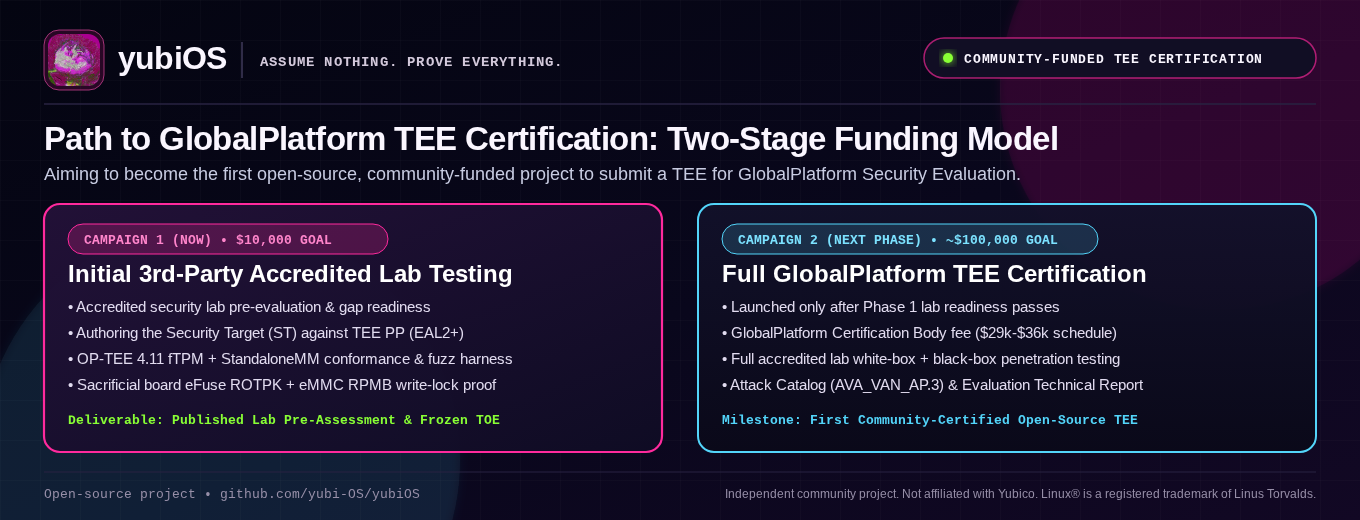 yubiOS
ASSUME NOTHING. PROVE EVERYTHING.
COMMUNITY-FUNDED TEE CERTIFICATION
Path to GlobalPlatform TEE Certification: Two-Stage Funding Model
Aiming to become the first open-source, community-funded project to submit a TEE for GlobalPlatform Security Evaluation.
CAMPAIGN 1 (NOW) • $10,000 GOAL
Initial 3rd-Party Accredited Lab Testing
• Accredited security lab pre-evaluation & gap readiness
• Authoring the Security Target (ST) against TEE PP (EAL2+)
• OP-TEE 4.11 fTPM + StandaloneMM conformance & fuzz harness
• Sacrificial board eFuse ROTPK + eMMC RPMB write-lock proof
Deliverable: Published Lab Pre-Assessment & Frozen TOE
CAMPAIGN 2 (NEXT PHASE) • ~$100,000 GOAL
Full GlobalPlatform TEE Certification
• Launched only after Phase 1 lab readiness passes
• GlobalPlatform Certification Body fee ($29k-$36k schedule)
• Full accredited lab white-box + black-box penetration testing
• Attack Catalog (AVA_VAN_AP.3) & Evaluation Technical Report
Milestone: First Community-Certified Open-Source TEE
Open-source project • github.com/yubi-OS/yubiOS
Independent community project. Not affiliated with Yubico. Linux® is a registered trademark of Linus Torvalds.